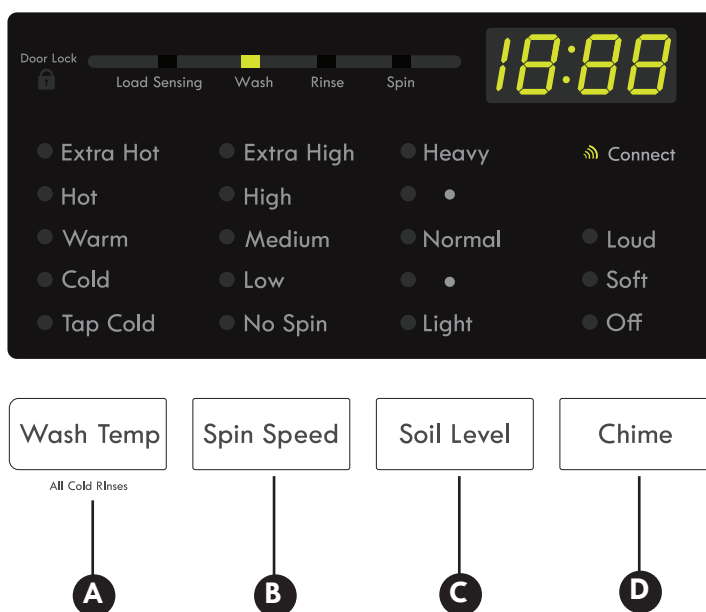 Door Lock
Load Sensing Wash Rinse Spin
18:88
Extra Hot Extra High Heavy Connect
Hot High
Warm Medium Normal Loud
Cold Low Soft
Tap Cold No Spin Light Off
Wash Temp Spin Speed Soil Level Chime
All Cold Rinses
A B C D